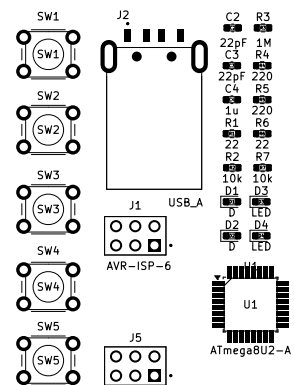 SW1
SW1
SW2
SW2
SW3
SW3
SW4
SW4
SW5
SW5
J2
USB_A
J1
AVR-ISP-6
J5
C2 R3
22pF 1M
C3 R4
22pF 220
C4 R5
1u 220
R1 R6
22 22
R2 R7
10k 10k
D1 D3
D LED
D2 D4
D LED
U1
U1
ATmega8U2-A